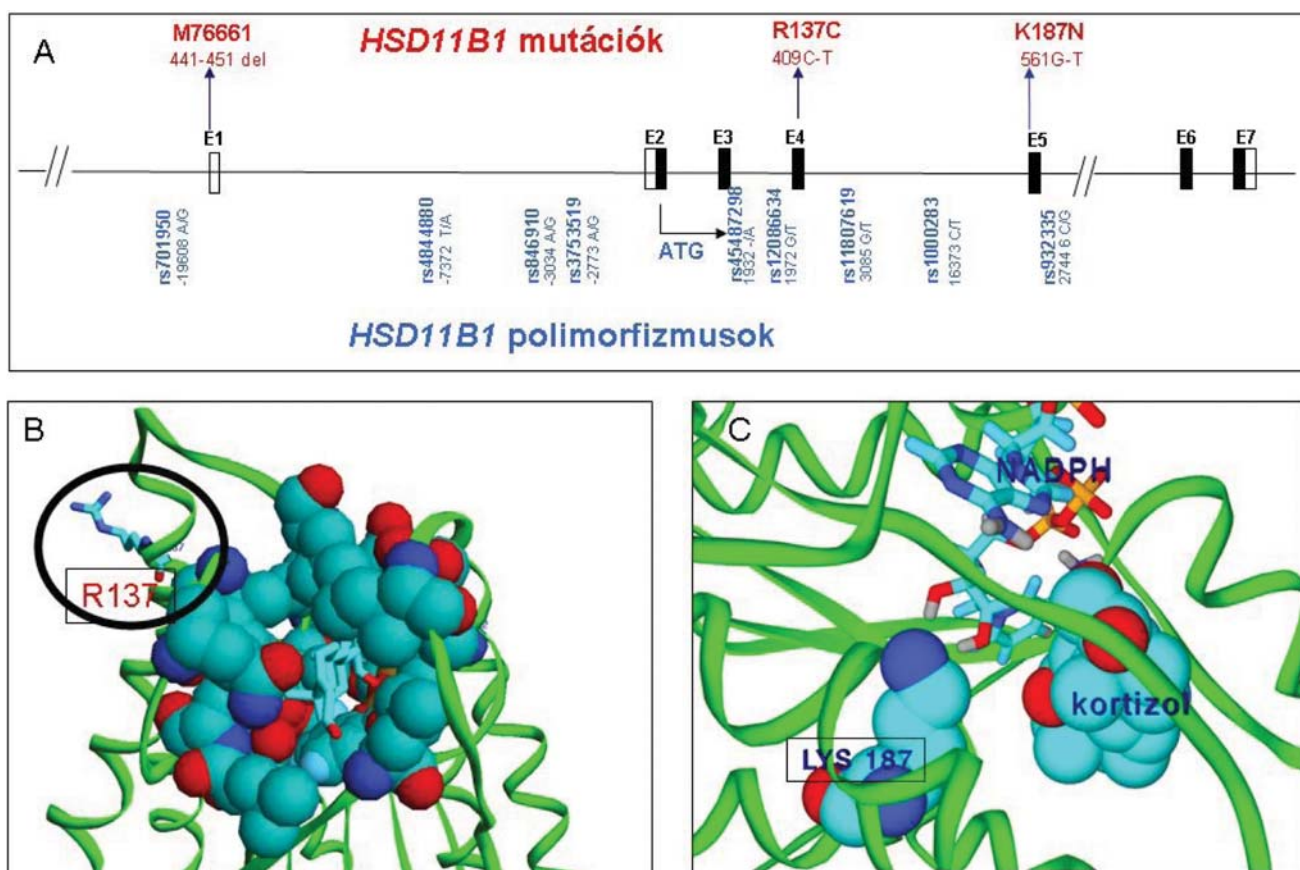 A
HSD11B1 mutációk
M76661
441-451 del
R137C
409C-T
K187N
561G-T
E1
E2
E3
E4
E5
E6
E7
ATG
rs701950
-19608 A/G
rs4844880
-7372 T/A
rs846910
-3034 A/G
rs3753519
-2773 A/G
rs45487298
1932 -/A
rs12086634
1972 G/T
rs11807619
3085 G/T
rs1000283
16373 C/T
rs932335
2744 6 C/G
HSD11B1 polimorfizmusok
B
R137
C
NADPH
kortizol
LYS 187